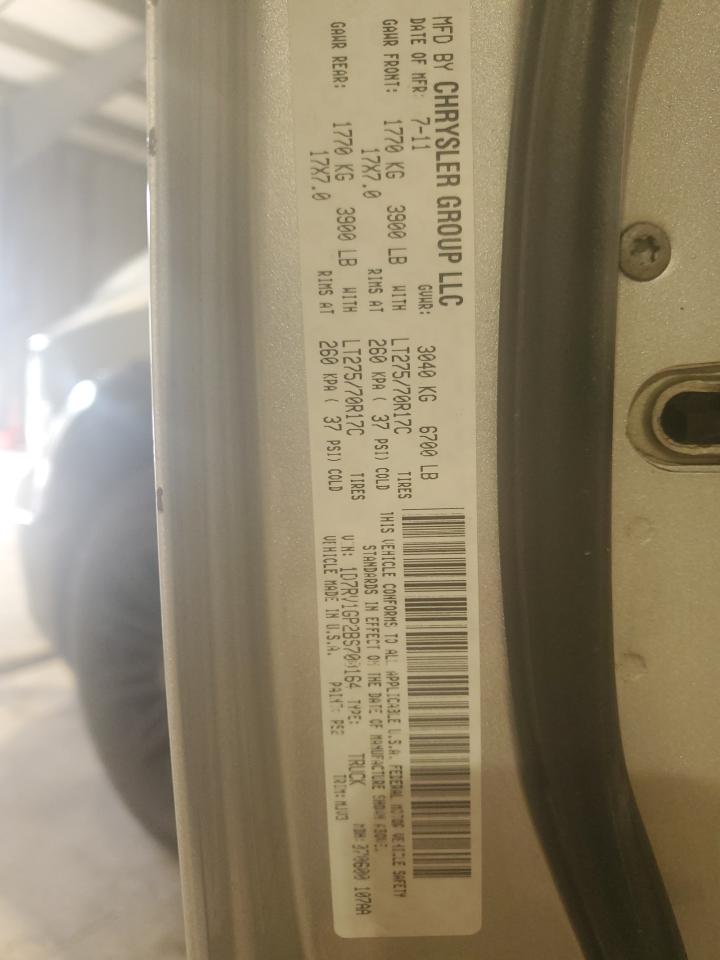 MFD BY CHRYSLER GROUP LLC
DATE OF MFR: 7-11 GVWR: 3040 KG 6700 LB
GAWR FRONT: 1770 KG 3900 LB WITH LT275/70R17C TIRES
17X7.0 RIMS AT 260 KPA ( 37 PSI) COLD
GAWR REAR: 1770 KG 3900 LB WITH LT275/70R17C TIRES
17X7.0 RIMS AT 260 KPA ( 37 PSI) COLD
THIS VEHICLE CONFORMS TO ALL APPLICABLE U.S.A. FEDERAL MOTOR VEHICLE SAFETY
STANDARDS IN EFFECT ON THE DATE OF MANUFACTURE SHOWN ABOVE.
VIN: TYPE: TRUCK
VEHICLE MADE IN U.S.A. PAINT: PS2 TRIM: 107AA